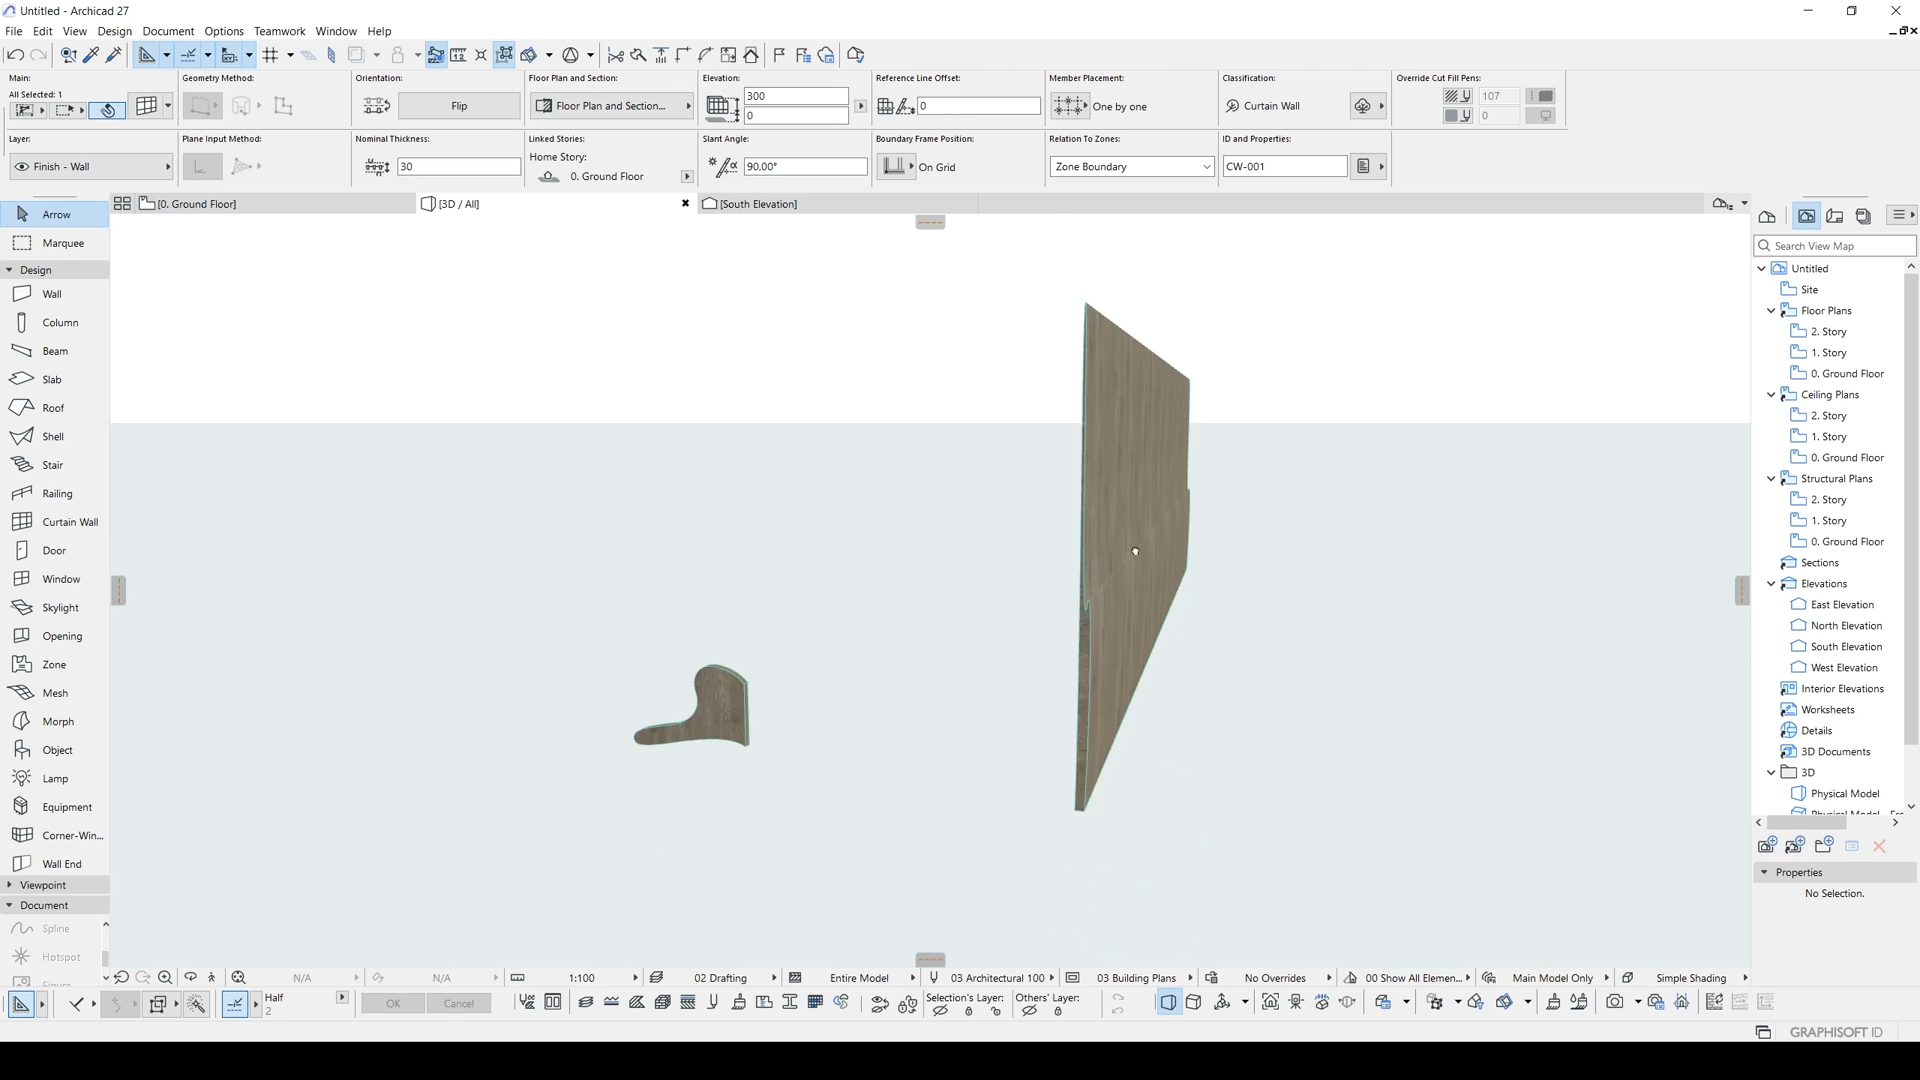 Untitled - Archicad 27
File Edit View Design Document Options Teamwork Window Help
Main: Geometry Method: Orientation: Floor Plan and Section: Elevation: Reference Line Offset: Member Placement: Classification: Override Cut Fill Pens:
All Selected: 1
Flip Floor Plan and Section... 300 0 0 One by one Curtain Wall 107 0
Layer: Plane Input Method: Nominal Thickness: Linked Stories: Slant Angle: Boundary Frame Position: Relation To Zones: ID and Properties:
Home Story:
Finish - Wall 30 0. Ground Floor 90,00° On Grid Zone Boundary CW-001
[0. Ground Floor] [3D / All] [South Elevation]
Arrow
Marquee
Design
Wall
Column
Beam
Slab
Roof
Shell
Stair
Railing
Curtain Wall
Door
Window
Skylight
Opening
Zone
Mesh
Morph
Object
Lamp
Equipment
Corner-Win...
Wall End
Viewpoint
Document
Spline
Hotspot
Search View Map
Untitled
Site
Floor Plans
2. Story
1. Story
0. Ground Floor
Ceiling Plans
2. Story
1. Story
0. Ground Floor
Structural Plans
2. Story
1. Story
0. Ground Floor
Sections
Elevations
East Elevation
North Elevation
South Elevation
West Elevation
Interior Elevations
Worksheets
Details
3D Documents
3D
Physical Model
Properties
No Selection.
N/A N/A 1:100 02 Drafting Entire Model 03 Architectural 100 03 Building Plans No Overrides 00 Show All Elemen... Main Model Only Simple Shading
Half
2
OK Cancel Selection's Layer: Others' Layer:
GRAPHISOFT ID